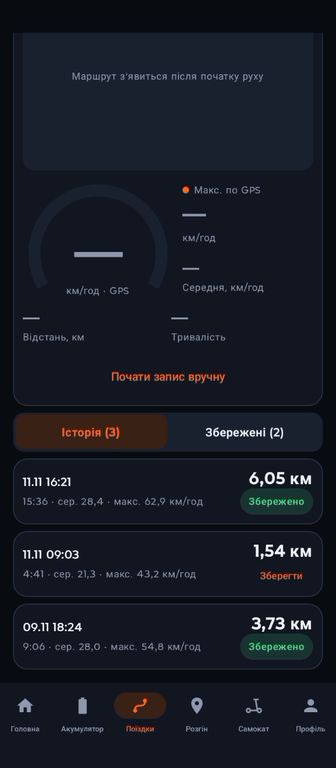 Маршрут з'явиться після початку руху
Макс. по GPS
км/год
км/год · GPS
Середня, км/год
Відстань, км
Тривалість
Почати запис вручну
Історія (3)
Збережені (2)
11.11 16:21
6,05 км
15:36 · сер. 28,4 · макс. 62,9 км/год
Збережено
11.11 09:03
1,54 км
4:41 · сер. 21,3 · макс. 43,2 км/год
Зберегти
09.11 18:24
3,73 км
9:06 · сер. 28,0 · макс. 54,8 км/год
Збережено
Головна
Акумулятор
Поїздки
Розгін
Самокат
Профіль